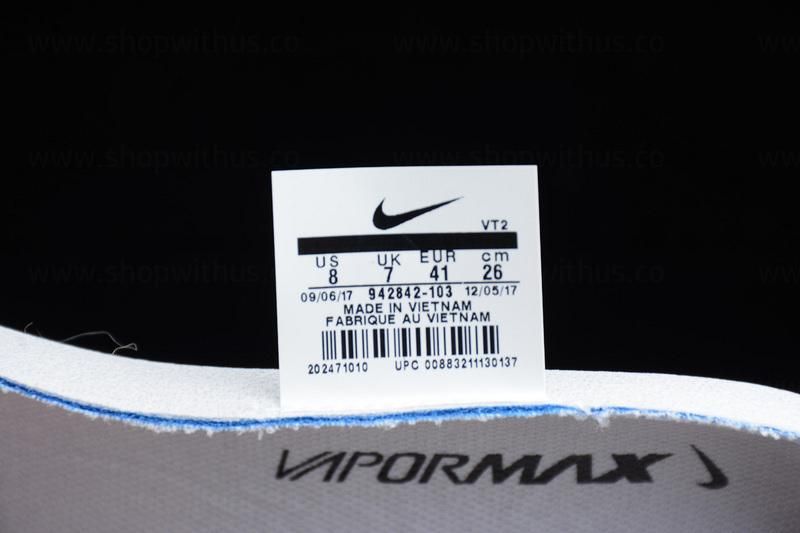 www.shopwithus.co www.shopwithus.co
www.shopwithus.co www.shopwithus.co
VT2
US UK EUR cm
8 7 41 26
09/06/17 942842-103 12/05/17
MADE IN VIETNAM
FABRIQUE AU VIETNAM
202471010 UPC 00883211130137
VAPORMAX